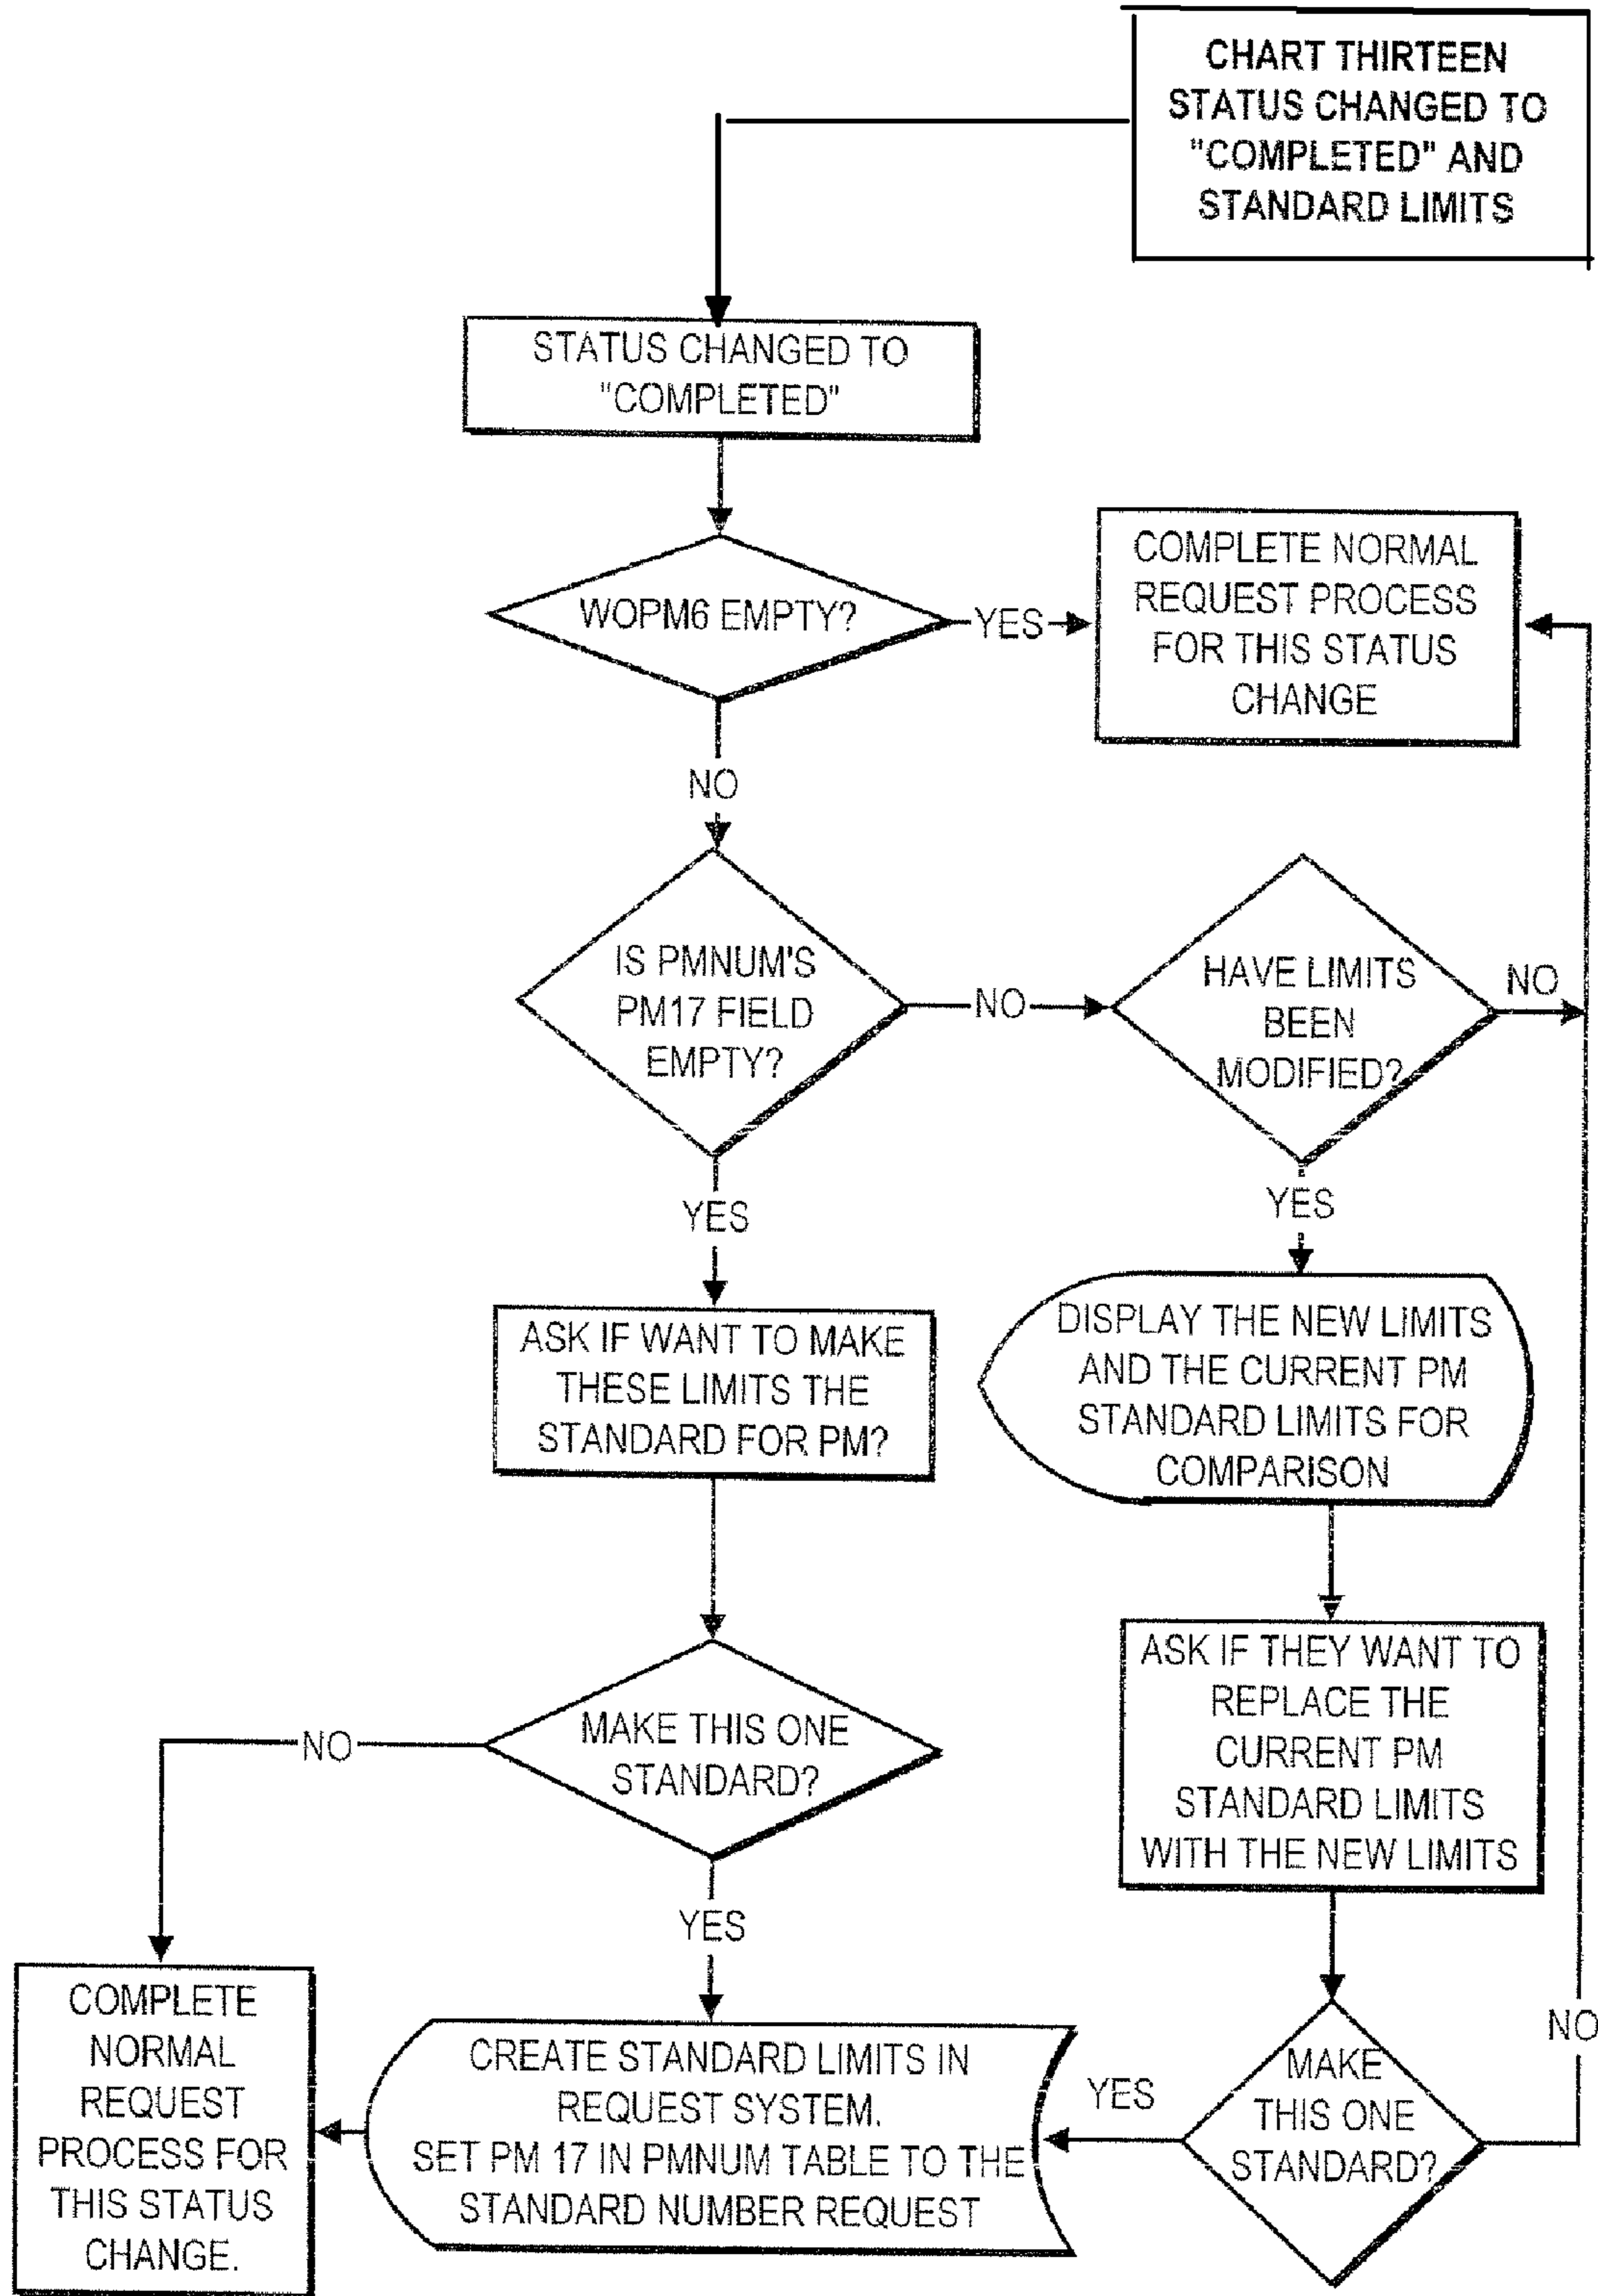 CHART THIRTEEN
STATUS CHANGED TO
"COMPLETED" AND
STANDARD LIMITS
STATUS CHANGED TO
"COMPLETED"
WOPM6 EMPTY?
YES
COMPLETE NORMAL
REQUEST PROCESS
FOR THIS STATUS
CHANGE
NO
IS PMNUM'S
PM17 FIELD
EMPTY?
NO
HAVE LIMITS
BEEN
MODIFIED?
NO
YES
YES
ASK IF WANT TO MAKE
THESE LIMITS THE
STANDARD FOR PM?
DISPLAY THE NEW LIMITS
AND THE CURRENT PM
STANDARD LIMITS FOR
COMPARISON
ASK IF THEY WANT TO
REPLACE THE
CURRENT PM
STANDARD LIMITS
WITH THE NEW LIMITS
NO
MAKE THIS ONE
STANDARD?
YES
COMPLETE
NORMAL
REQUEST
PROCESS FOR
THIS STATUS
CHANGE.
CREATE STANDARD LIMITS IN
REQUEST SYSTEM.
SET PM 17 IN PMNUM TABLE TO THE
STANDARD NUMBER REQUEST
YES
MAKE
THIS ONE
STANDARD?
NO